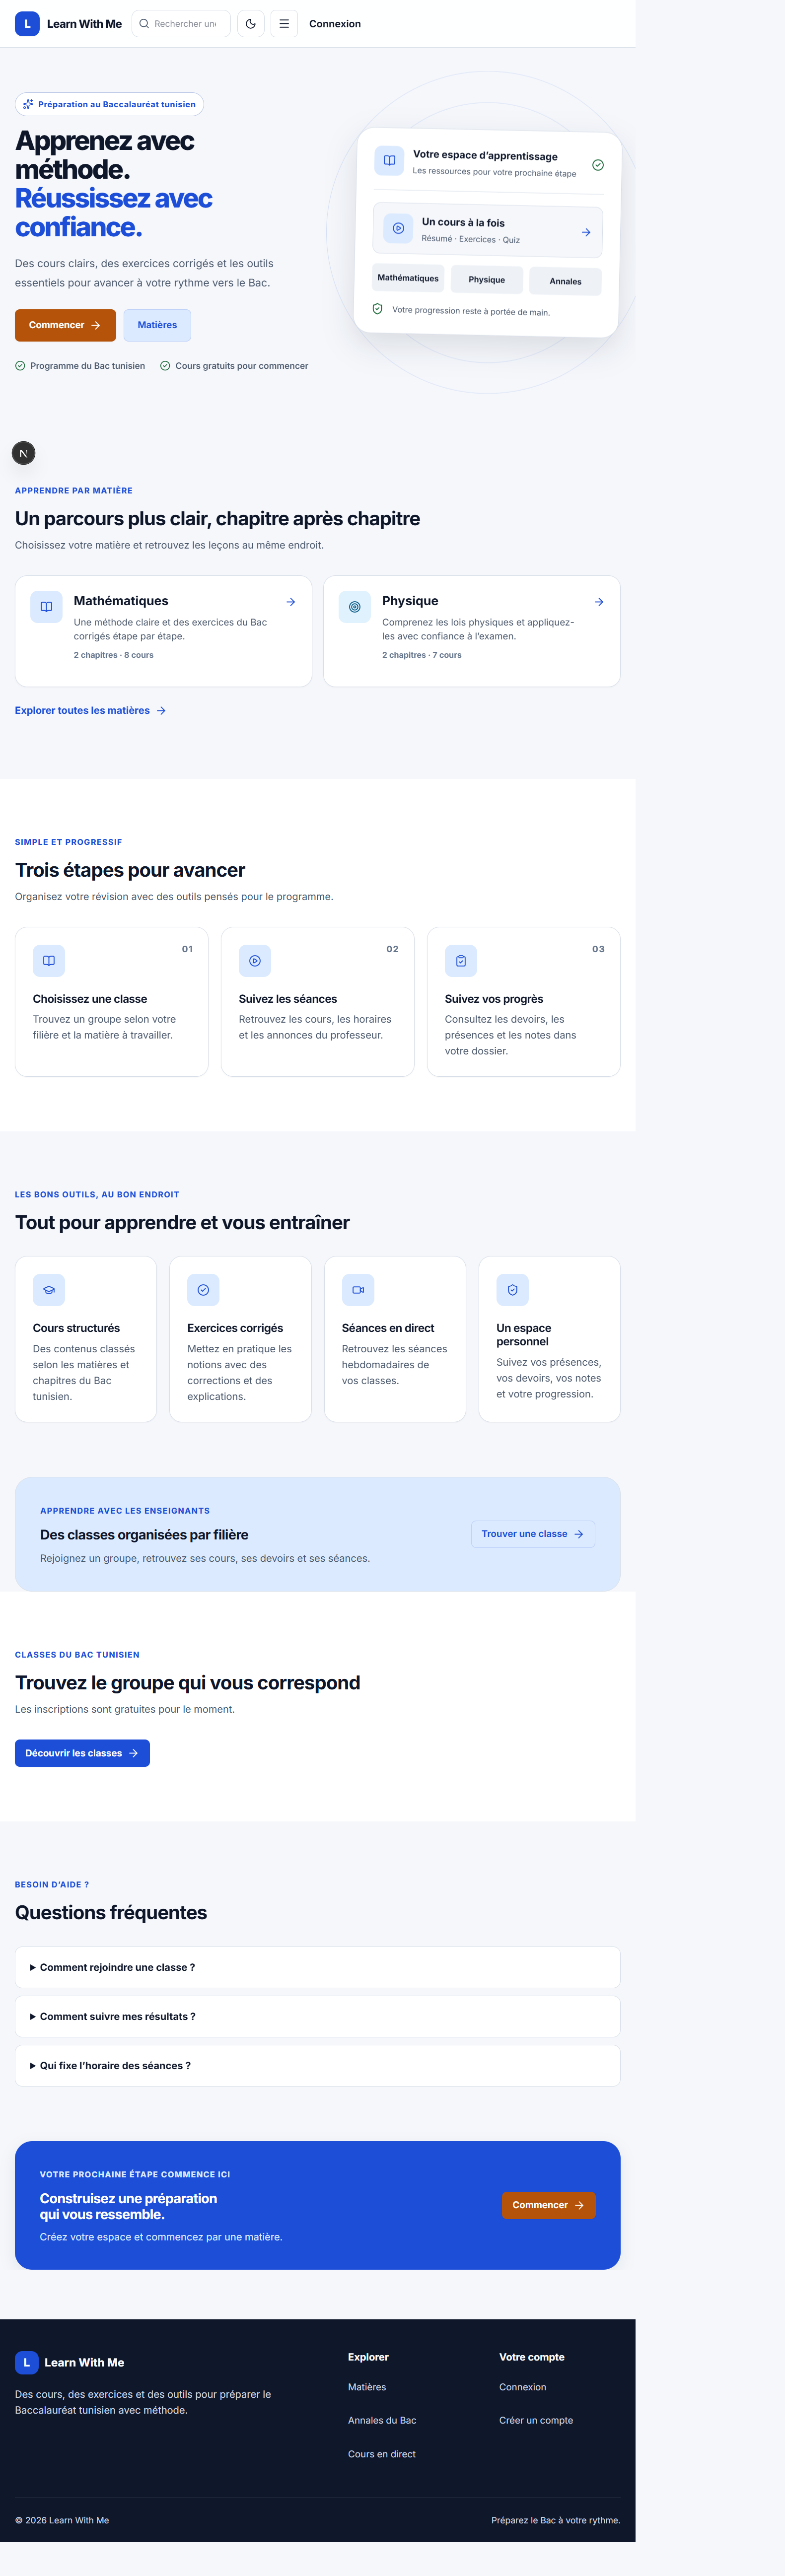 L Learn With Me Rechercher un Connexion
Préparation au Baccalauréat tunisien
Apprenez avec
méthode.
Réussissez avec
confiance.
Des cours clairs, des exercices corrigés et les outils
essentiels pour avancer à votre rythme vers le Bac.
Commencer Matières
Programme du Bac tunisien Cours gratuits pour commencer
Votre espace d’apprentissage
Les ressources pour votre prochaine étape
Un cours à la fois
Résumé · Exercices · Quiz
Mathématiques Physique Annales
Votre progression reste à portée de main.
N
APPRENDRE PAR MATIÈRE
Un parcours plus clair, chapitre après chapitre
Choisissez votre matière et retrouvez les leçons au même endroit.
Mathématiques
Une méthode claire et des exercices du Bac
corrigés étape par étape.
2 chapitres · 8 cours
Physique
Comprenez les lois physiques et appliquez-
les avec confiance à l’examen.
2 chapitres · 7 cours
Explorer toutes les matières
SIMPLE ET PROGRESSIF
Trois étapes pour avancer
Organisez votre révision avec des outils pensés pour le programme.
01
Choisissez une classe
Trouvez un groupe selon votre
filière et la matière à travailler.
02
Suivez les séances
Retrouvez les cours, les horaires
et les annonces du professeur.
03
Suivez vos progrès
Consultez les devoirs, les
présences et les notes dans
votre dossier.
LES BONS OUTILS, AU BON ENDROIT
Tout pour apprendre et vous entraîner
Cours structurés
Des contenus classés
selon les matières et
chapitres du Bac
tunisien.
Exercices corrigés
Mettez en pratique les
notions avec des
corrections et des
explications.
Séances en direct
Retrouvez les séances
hebdomadaires de
vos classes.
Un espace
personnel
Suivez vos présences,
vos devoirs, vos notes
et votre progression.
APPRENDRE AVEC LES ENSEIGNANTS
Des classes organisées par filière
Rejoignez un groupe, retrouvez ses cours, ses devoirs et ses séances.
Trouver une classe
CLASSES DU BAC TUNISIEN
Trouvez le groupe qui vous correspond
Les inscriptions sont gratuites pour le moment.
Découvrir les classes
BESOIN D’AIDE ?
Questions fréquentes
Comment rejoindre une classe ?
Comment suivre mes résultats ?
Qui fixe l’horaire des séances ?
VOTRE PROCHAINE ÉTAPE COMMENCE ICI
Construisez une préparation
qui vous ressemble.
Créez votre espace et commencez par une matière.
Commencer
L Learn With Me
Des cours, des exercices et des outils pour préparer le
Baccalauréat tunisien avec méthode.
Explorer
Matières
Annales du Bac
Cours en direct
Votre compte
Connexion
Créer un compte
© 2026 Learn With Me
Préparez le Bac à votre rythme.